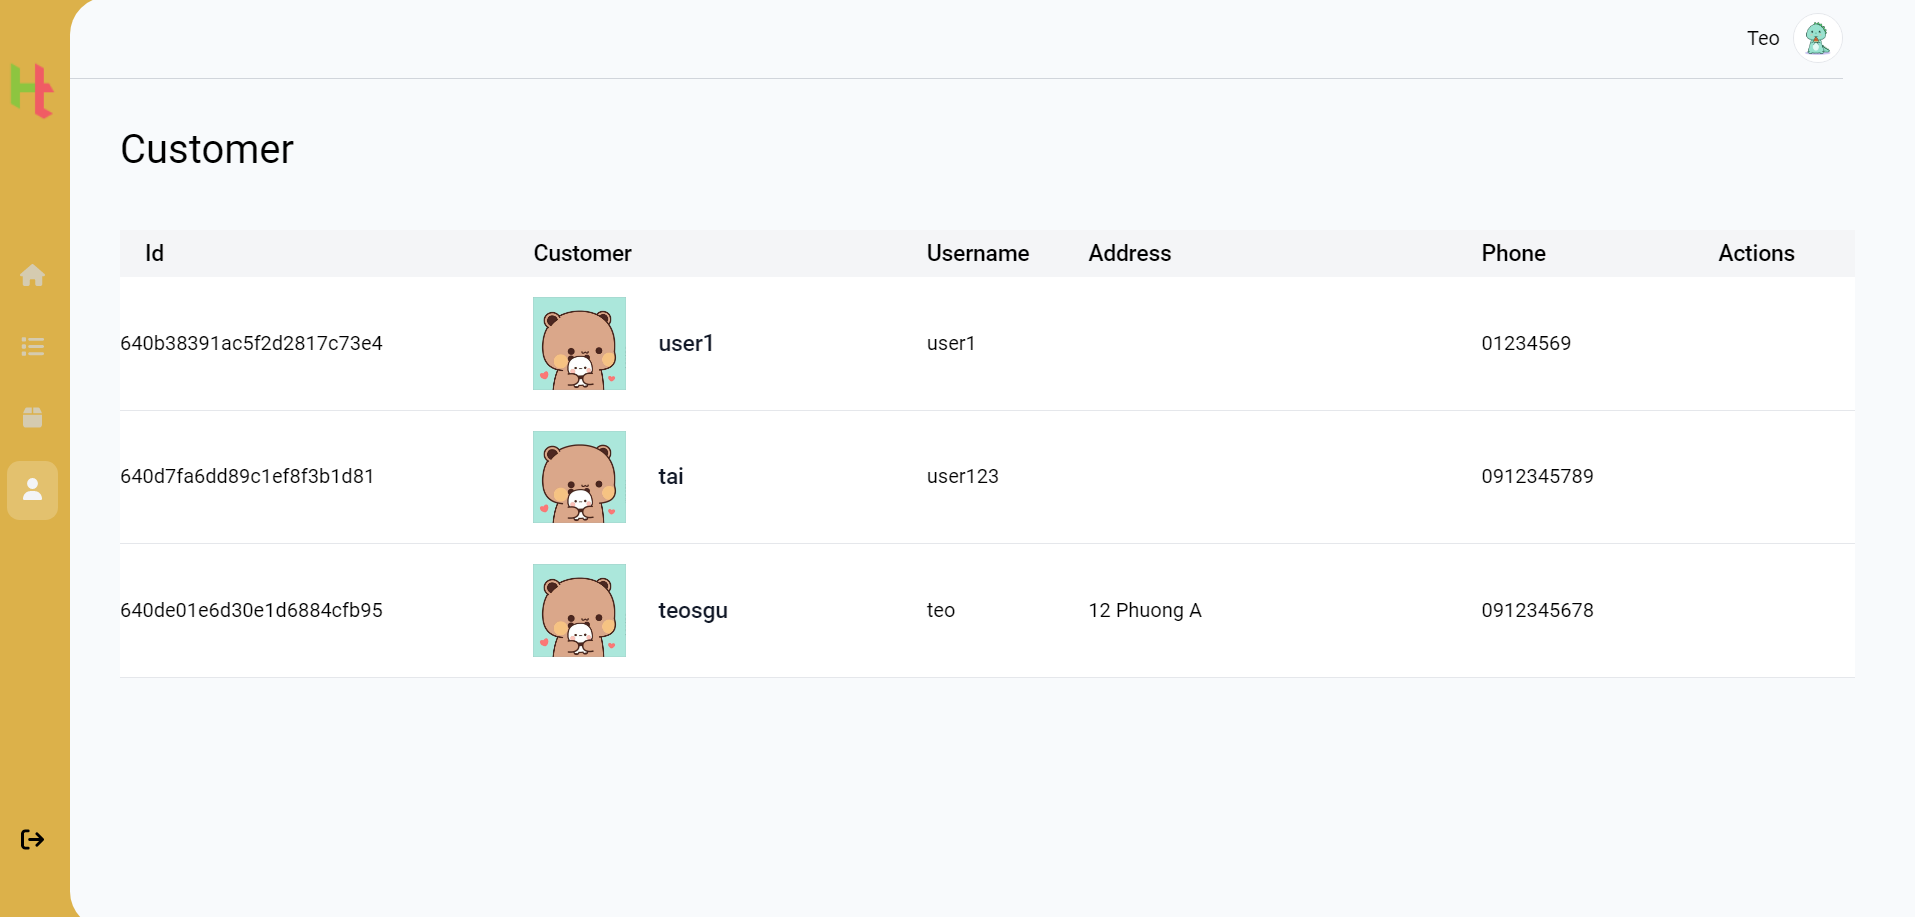 Teo
Ht
Customer
Id Customer Username Address Phone Actions
640b38391ac5f2d2817c73e4 user1 user1 01234569
640d7fa6dd89c1ef8f3b1d81 tai user123 0912345789
640de01e6d30e1d6884cfb95 teosgu teo 12 Phuong A 0912345678